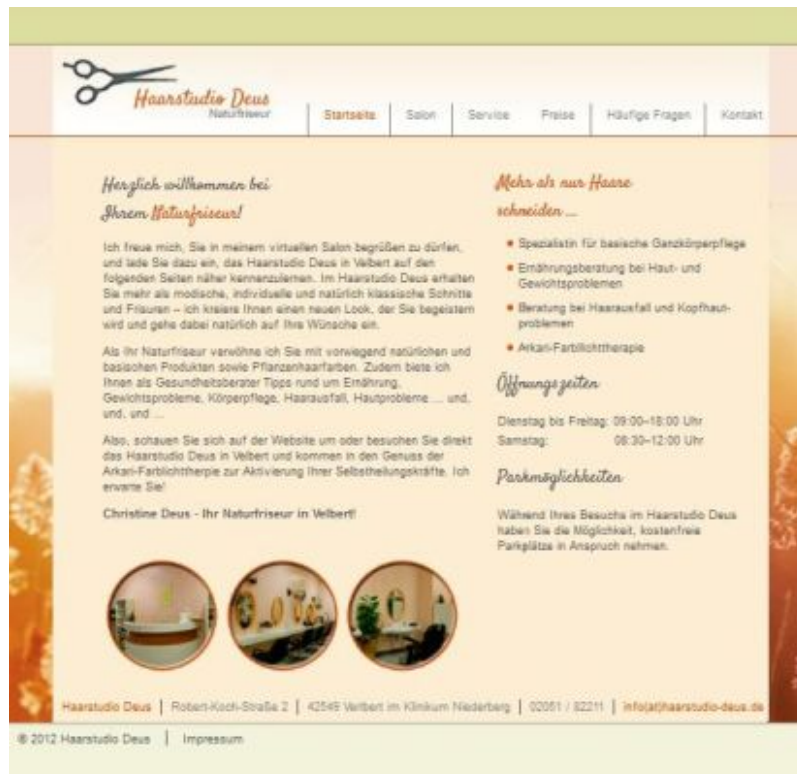 Haarstudio Deus
Naturfriseur
Startseite
Salon
Service
Preise
Häufige Fragen
Kontakt
Herzlich willkommen bei
Ihrem Naturfriseur!
Ich freue mich, Sie in meinem virtuellen Salon begrüßen zu dürfen,
und lade Sie dazu ein, das Haarstudio Deus in Velbert auf den
folgenden Seiten näher kennenzulernen. Im Haarstudio Deus erhalten
Sie mehr als modische, individuelle und natürlich klassische Schnitte
und Frisuren – ich kreiere Ihnen einen neuen Look, der Sie begeistern
wird und gehe dabei natürlich auf Ihre Wünsche ein.
Als Ihr Naturfriseur verwöhne ich Sie mit vorwiegend natürlichen und
basischen Produkten sowie Pflanzenhaarfarben. Zudem biete ich
Ihnen als Gesundheitsberater Tipps rund um Ernährung,
Gewichtsprobleme, Körperpflege, Haarausfall, Hautprobleme ... und,
und, und ...
Also, schauen Sie sich auf der Website um oder besuchen Sie direkt
das Haarstudio Deus in Velbert und kommen in den Genuss der
Arkari-Farblichttherpie zur Aktivierung Ihrer Selbstheilungskräfte. Ich
erwarte Sie!
Christine Deus - Ihr Naturfriseur in Velbert!
Mehr als nur Haare
schneiden ...
Spezialistin für basische Ganzkörperpflege
Ernährungsberatung bei Haut- und
Gewichtsproblemen
Beratung bei Haarausfall und Kopfhaut-
problemen
Arkari-Farblichttherapie
Öffnungszeiten
Dienstag bis Freitag: 09:00–18:00 Uhr
Samstag: 08:30–12:00 Uhr
Parkmöglichkeiten
Während Ihres Besuchs im Haarstudio Deus
haben Sie die Möglichkeit, kostenfreie
Parkplätze in Anspruch nehmen.
Haarstudio Deus | Robert-Koch-Straße 2 | 42549 Velbert im Klinikum Niederberg | 02051 / 82211 | info(at)haarstudio-deus.de
© 2012 Haarstudio Deus | Impressum